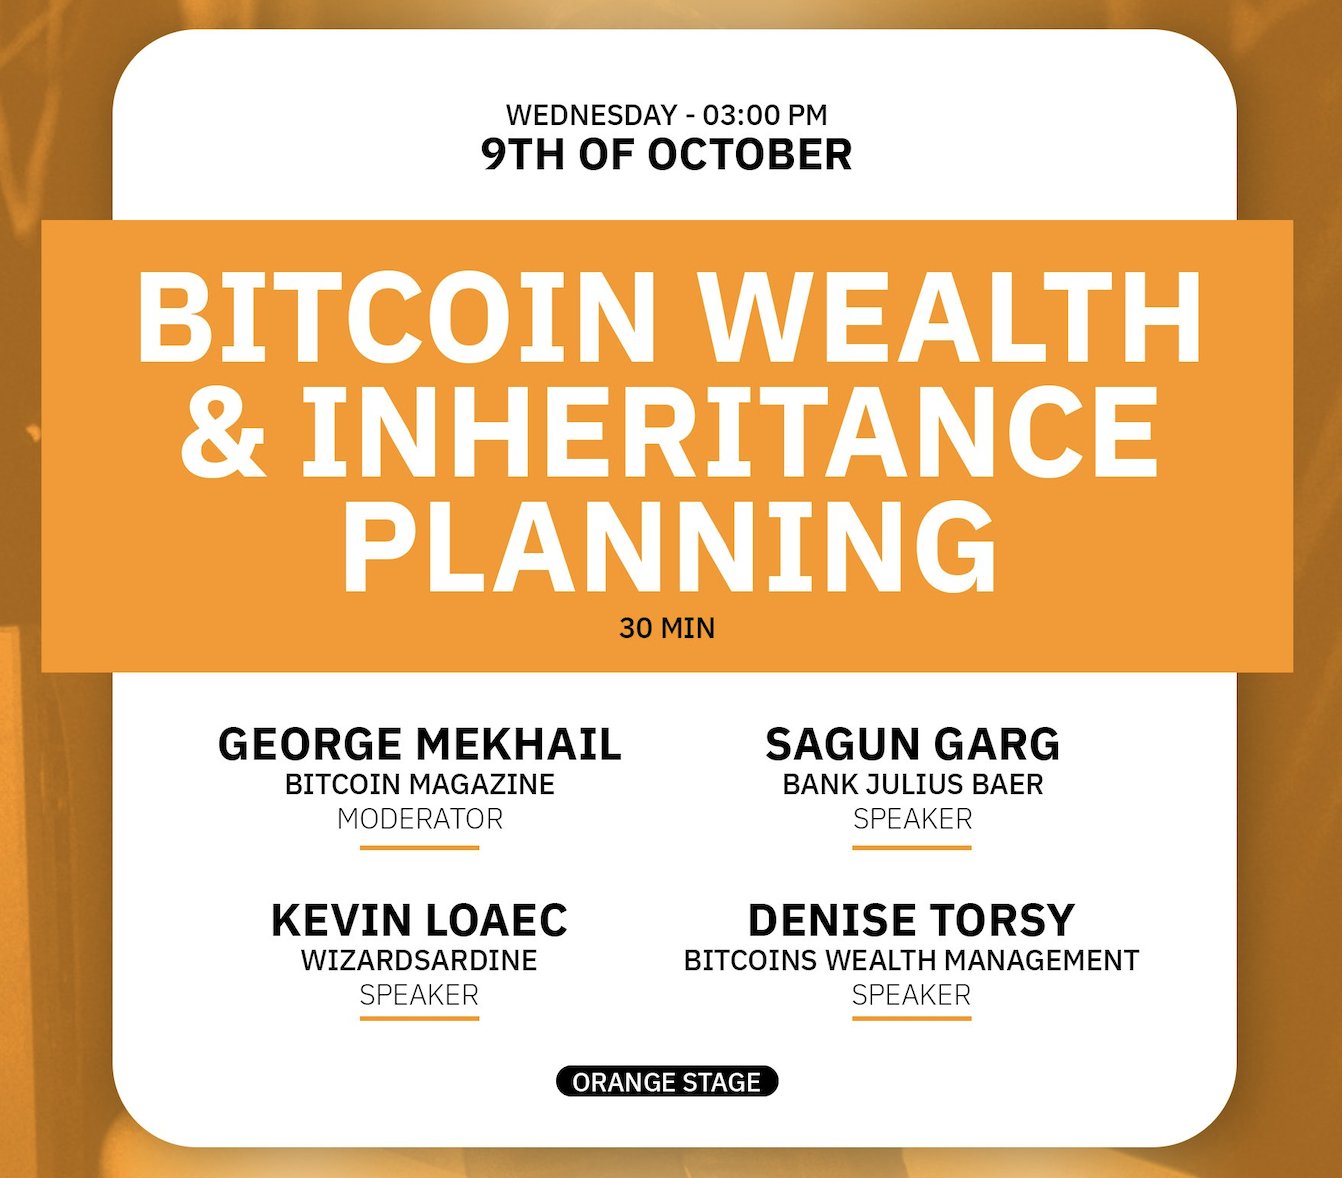 WEDNESDAY - 03:00 PM
9TH OF OCTOBER
BITCOIN WEALTH
& INHERITANCE
PLANNING
30 MIN
GEORGE MEKHAIL
BITCOIN MAGAZINE
MODERATOR
SAGUN GARG
BANK JULIUS BAER
SPEAKER
KEVIN LOAEC
WIZARDSARDINE
SPEAKER
DENISE TORSY
BITCOINS WEALTH MANAGEMENT
SPEAKER
ORANGE STAGE